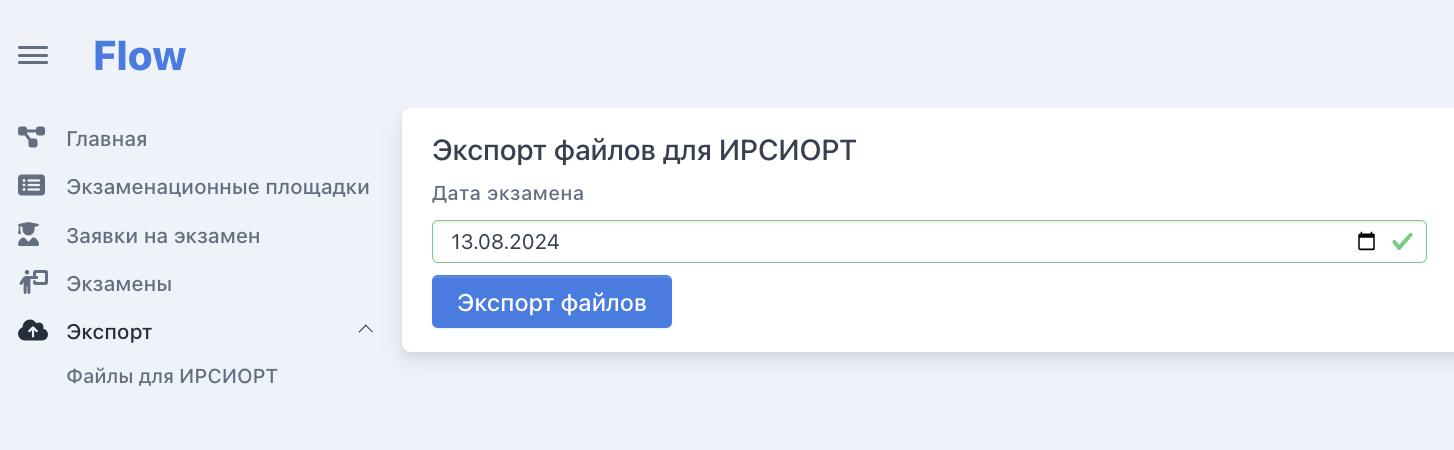 Flow
Главная
Экзаменационные площадки
Заявки на экзамен
Экзамены
Экспорт
Файлы для ИРСИОРТ
Экспорт файлов для ИРСИОРТ
Дата экзамена
13.08.2024
Экспорт файлов